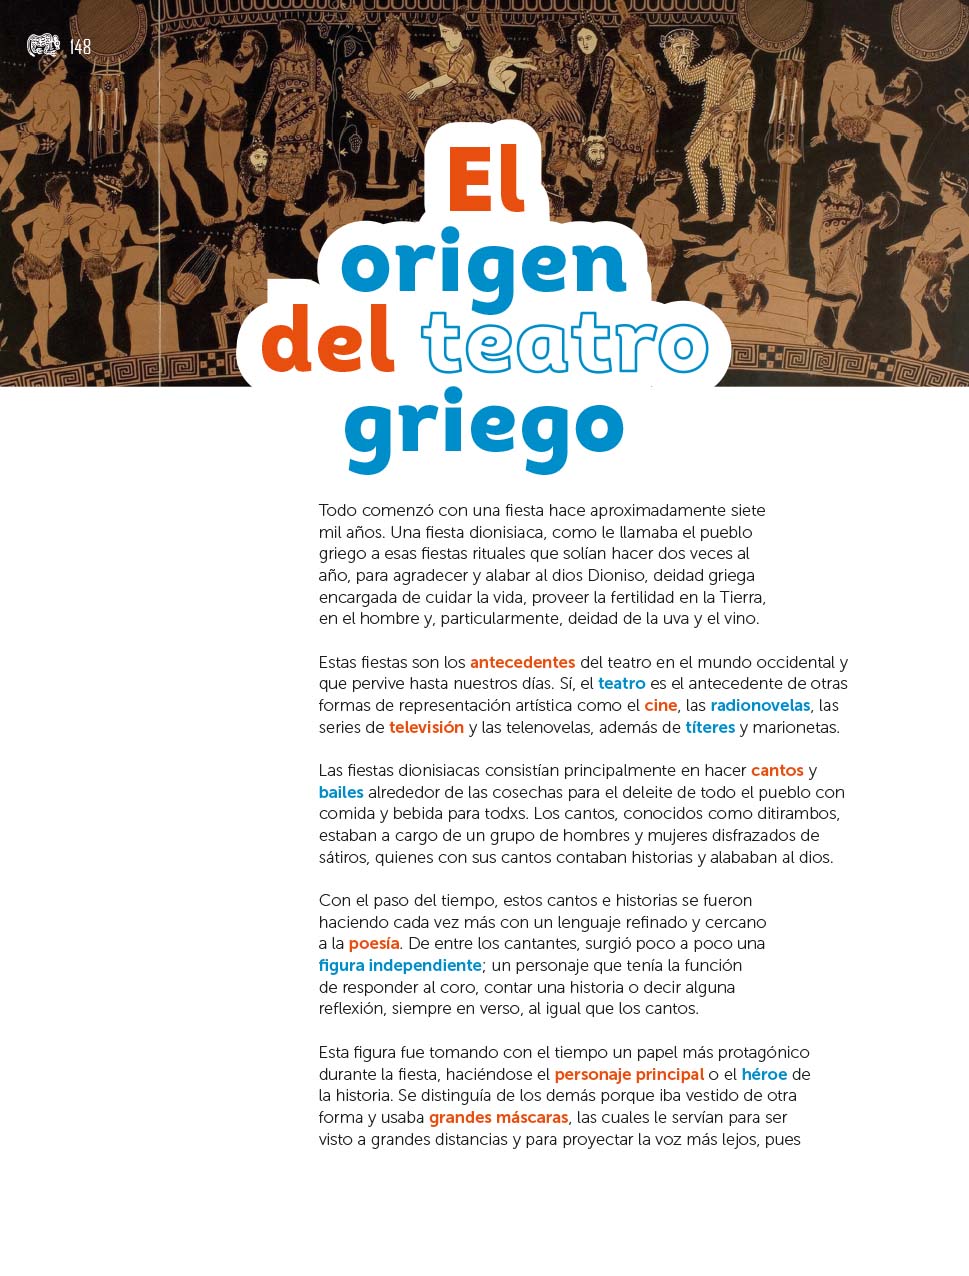 148
El
origen
del teatro
griego
Todo comenzó con una fiesta hace aproximadamente siete
mil años. Una fiesta dionisiaca, como le llamaba el pueblo
griego a esas fiestas rituales que solían hacer dos veces al
año, para agradecer y alabar al dios Dioniso, deidad griega
encargada de cuidar la vida, proveer la fertilidad en la Tierra,
en el hombre y, particularmente, deidad de la uva y el vino.
Estas fiestas son los antecedentes del teatro en el mundo occidental y
que pervive hasta nuestros días. Sí, el teatro es el antecedente de otras
formas de representación artística como el cine, las radionovelas, las
series de televisión y las telenovelas, además de títeres y marionetas.
Las fiestas dionisiacas consistían principalmente en hacer cantos y
bailes alrededor de las cosechas para el deleite de todo el pueblo con
comida y bebida para todxs. Los cantos, conocidos como ditirambos,
estaban a cargo de un grupo de hombres y mujeres disfrazados de
sátiros, quienes con sus cantos contaban historias y alababan al dios.
Con el paso del tiempo, estos cantos e historias se fueron
haciendo cada vez más con un lenguaje refinado y cercano
a la poesía. De entre los cantantes, surgió poco a poco una
figura independiente; un personaje que tenía la función
de responder al coro, contar una historia o decir alguna
reflexión, siempre en verso, al igual que los cantos.
Esta figura fue tomando con el tiempo un papel más protagónico
durante la fiesta, haciéndose el personaje principal o el héroe de
la historia. Se distinguía de los demás porque iba vestido de otra
forma y usaba grandes máscaras, las cuales le servían para ser
visto a grandes distancias y para proyectar la voz más lejos, pues